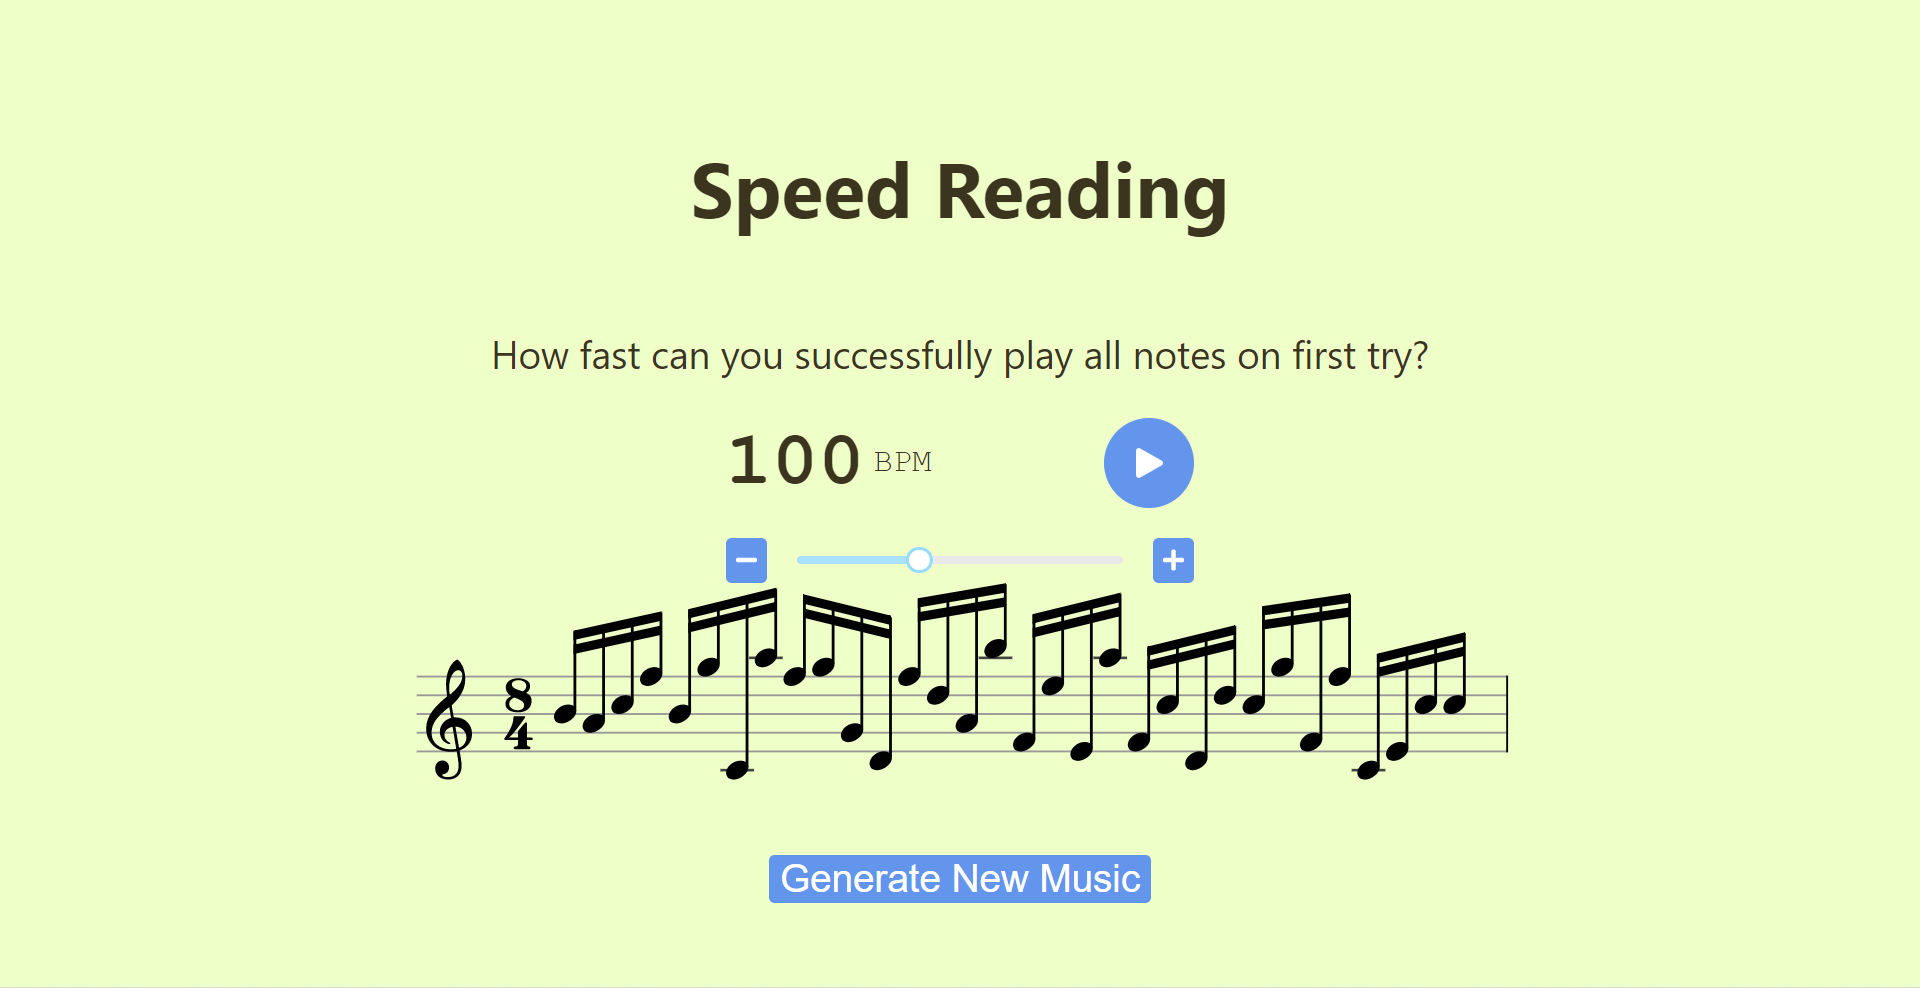 Speed Reading
How fast can you successfully play all notes on first try?
100 BPM
8
4
Generate New Music